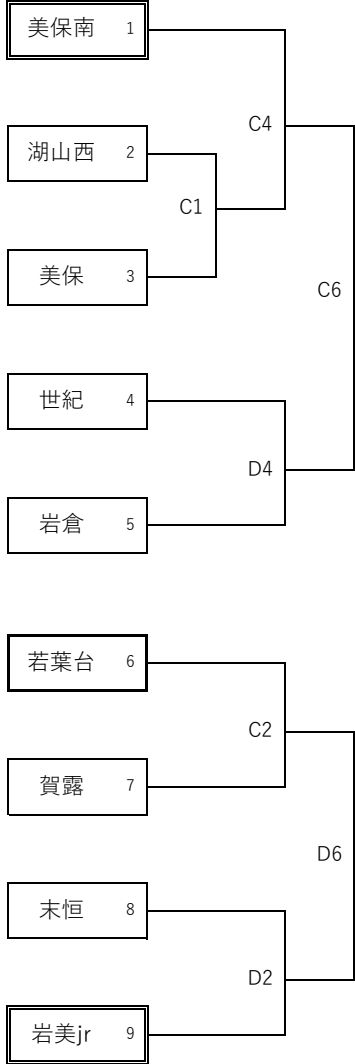 美保南 1
C4
湖山西 2
C1
美保 3
C6
世紀 4
D4
岩倉 5
若葉台 6
C2
賀露 7
D6
末恒 8
D2
岩美jr 9